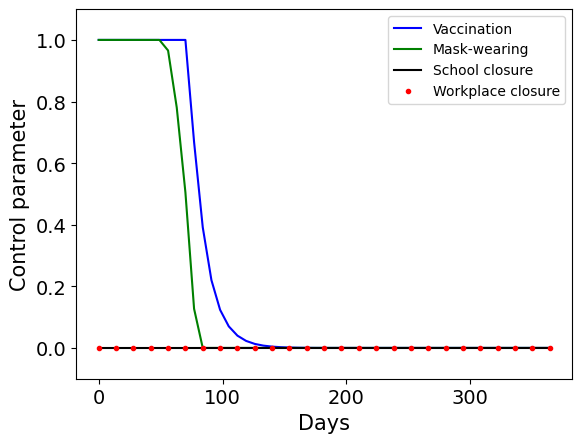 Vaccination
Mask-wearing
School closure
Workplace closure
Control parameter
1.0
0.8
0.6
0.4
0.2
0.0
0 100 200 300
Days